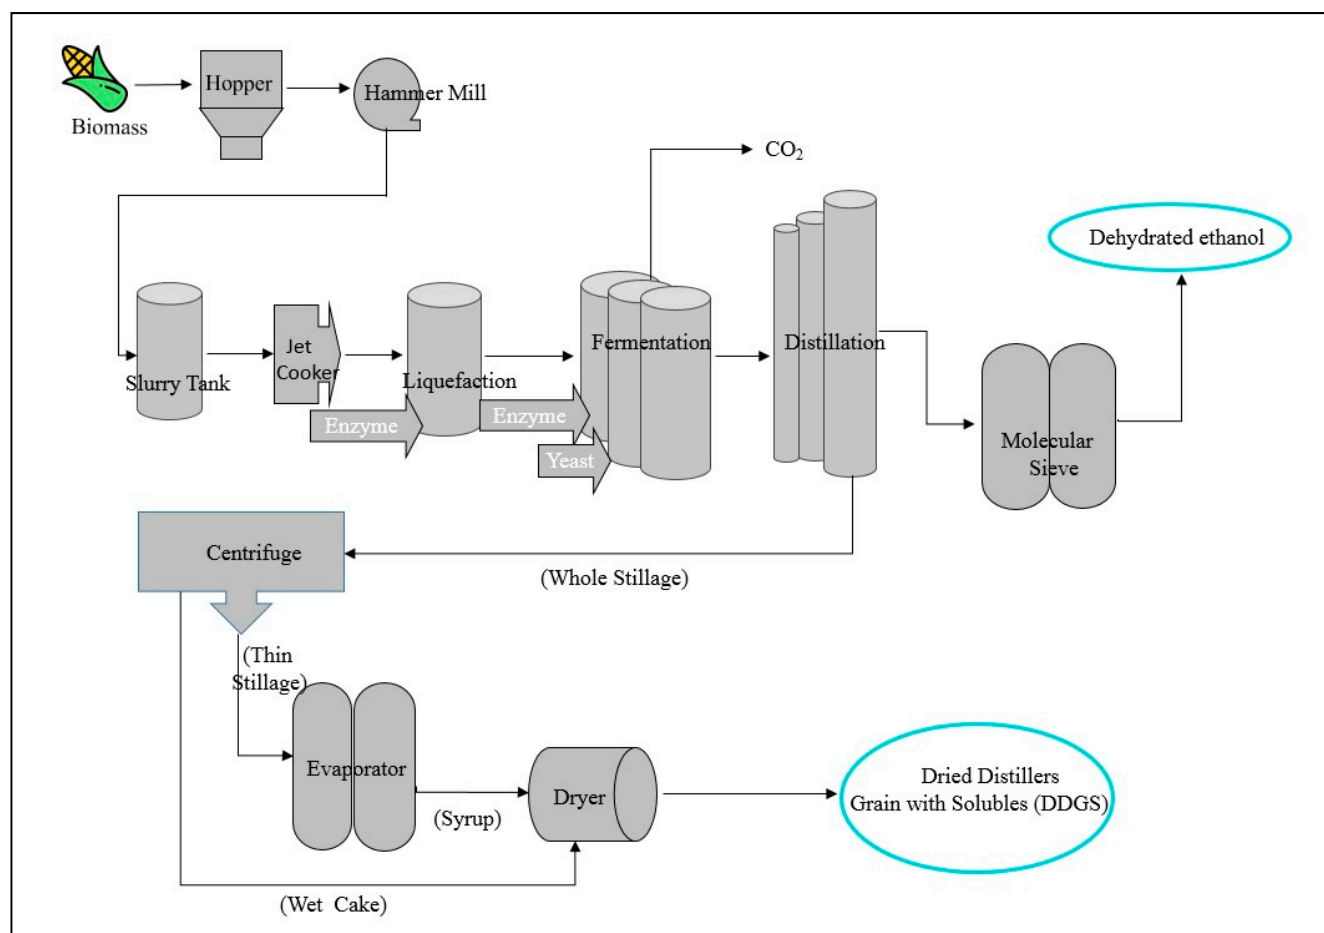 Hopper
Hammer Mill
Biomass
CO₂
Dehydrated ethanol
Jet
Cooker
Slurry Tank
Liquefaction
Fermentation
Distillation
Enzyme
Enzyme
Yeast
Molecular
Sieve
Centrifuge
(Whole Stillage)
(Thin
Stillage)
Evaporator
(Syrup)
Dryer
Dried Distillers
Grain with Solubles (DDGS)
(Wet Cake)